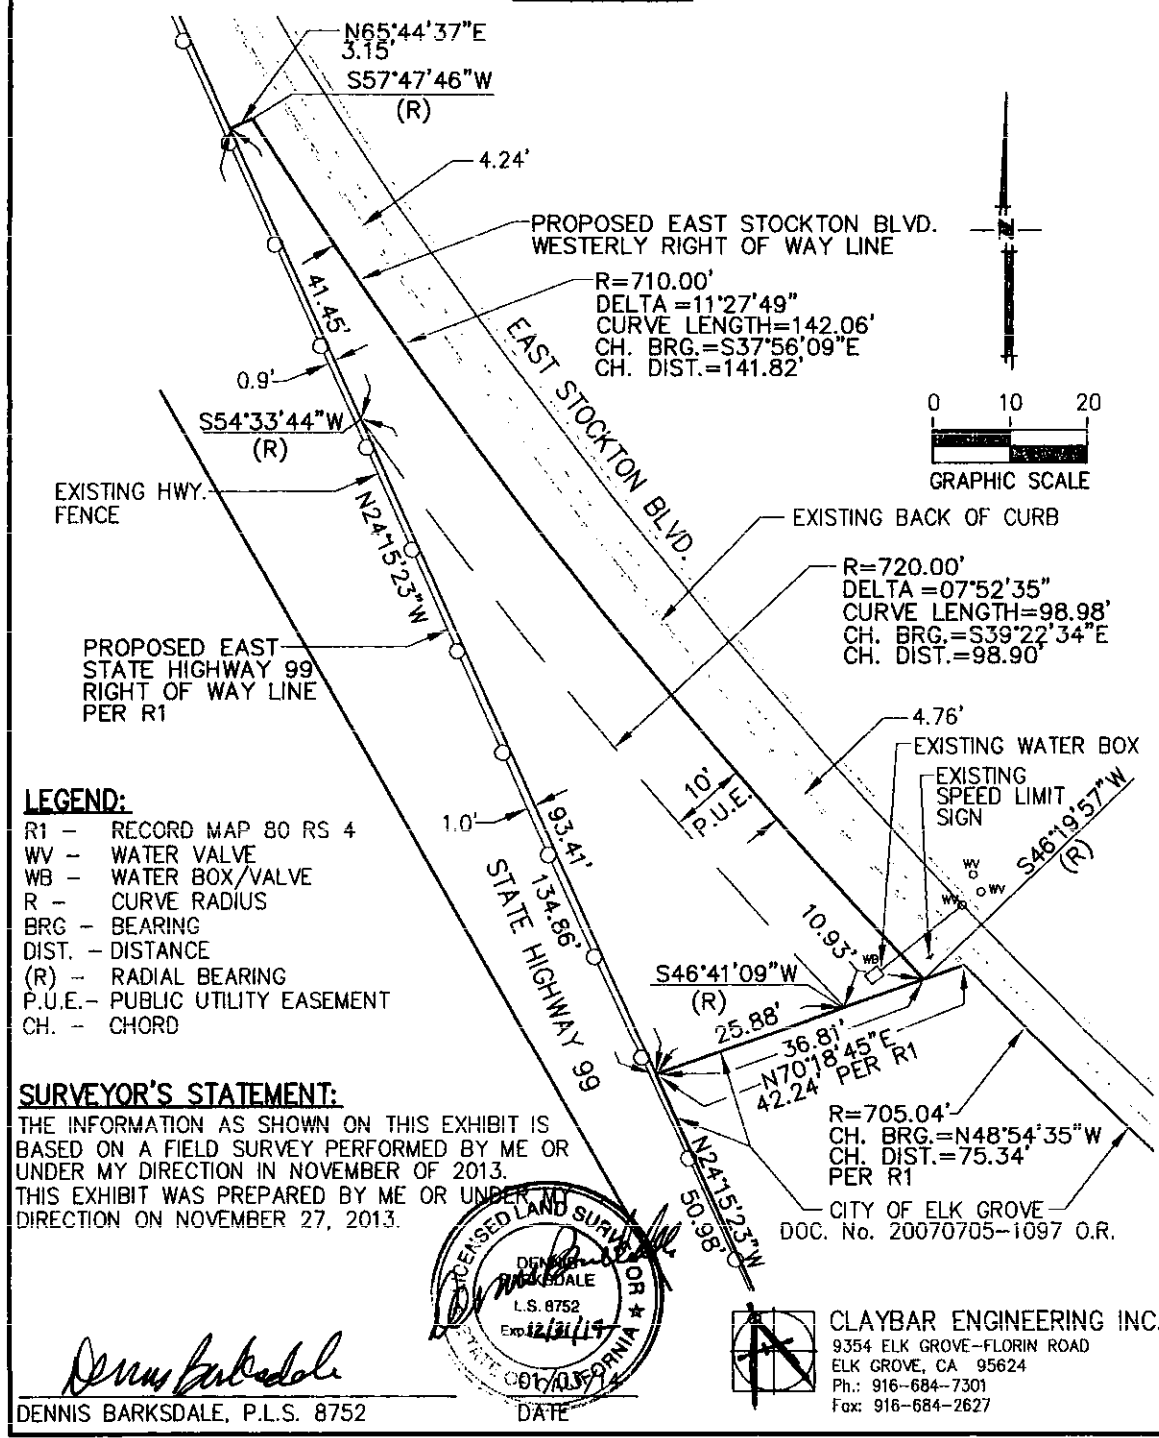 N65°44'37"E
3.15'
S57°47'46"W
(R)
4.24'
PROPOSED EAST STOCKTON BLVD.
WESTERLY RIGHT OF WAY LINE
R=710.00'
DELTA =11°27'49"
CURVE LENGTH=142.06'
CH. BRG.=S37°56'09"E
CH. DIST.=141.82'
N
41.45'
0.9'
EAST STOCKTON BLVD.
0 10 20
GRAPHIC SCALE
S54°33'44"W
(R)
EXISTING HWY.
FENCE
N24°15'23"W
EXISTING BACK OF CURB
R=720.00'
DELTA =07°52'35"
CURVE LENGTH=98.98'
CH. BRG.=S39°22'34"E
CH. DIST.=98.90'
PROPOSED EAST
STATE HIGHWAY 99
RIGHT OF WAY LINE
PER R1
4.76'
EXISTING WATER BOX
EXISTING
SPEED LIMIT
SIGN
S46°19'57"W
(R)
10'
P.U.E.
LEGEND:
R1 - RECORD MAP 80 RS 4
WV - WATER VALVE
WB - WATER BOX/VALVE
R - CURVE RADIUS
BRG - BEARING
DIST. - DISTANCE
(R) - RADIAL BEARING
P.U.E.- PUBLIC UTILITY EASEMENT
CH. - CHORD
1.0'
93.41'
134.86'
STATE HIGHWAY 99
WV
WV
WV
WB
10.93'
S46°41'09"W
(R)
25.88'
36.81'
N70°18'45"E
42.24' PER R1
R=705.04'
CH. BRG.=N48°54'35"W
CH. DIST.=75.34'
PER R1
CITY OF ELK GROVE
DOC. No. 20070705-1097 O.R.
N24°15'23"W
50.98'
SURVEYOR'S STATEMENT:
THE INFORMATION AS SHOWN ON THIS EXHIBIT IS
BASED ON A FIELD SURVEY PERFORMED BY ME OR
UNDER MY DIRECTION IN NOVEMBER OF 2013.
THIS EXHIBIT WAS PREPARED BY ME OR UNDER MY
DIRECTION ON NOVEMBER 27, 2013.
LICENSED LAND SURVEYOR
DENNIS
BARKSDALE
L.S. 8752
Exp.
STATE OF CALIFORNIA
Dennis Barksdale
Dennis Barksdale
DENNIS BARKSDALE, P.L.S. 8752
01/03/14
DATE
CLAYBAR ENGINEERING INC.
9354 ELK GROVE-FLORIN ROAD
ELK GROVE, CA 95624
Ph.: 916-684-7301
Fax: 916-684-2627